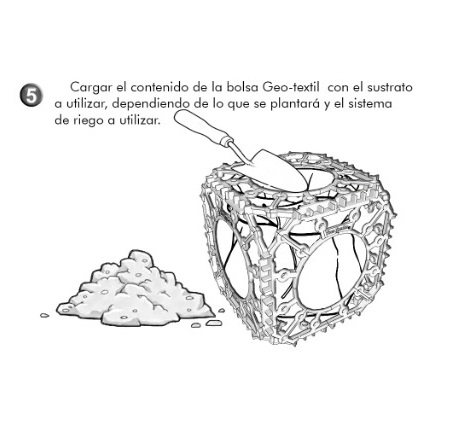 5
Cargar el contenido de la bolsa Geo-textil con el sustrato
a utilizar, dependiendo de lo que se plantará y el sistema
de riego a utilizar.